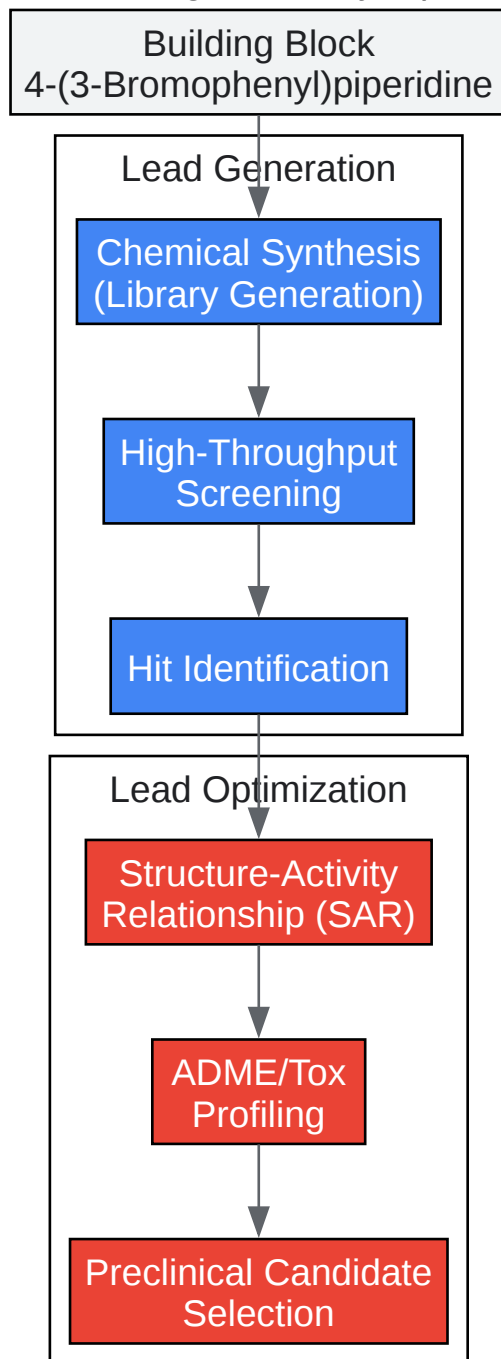 Building Block
4-(3-Bromophenyl)piperidine
Lead Generation
Chemical Synthesis
(Library Generation)
High-Throughput
Screening
Hit Identification
Lead Optimization
Structure-Activity
Relationship (SAR)
ADME/Tox
Profiling
Preclinical Candidate
Selection